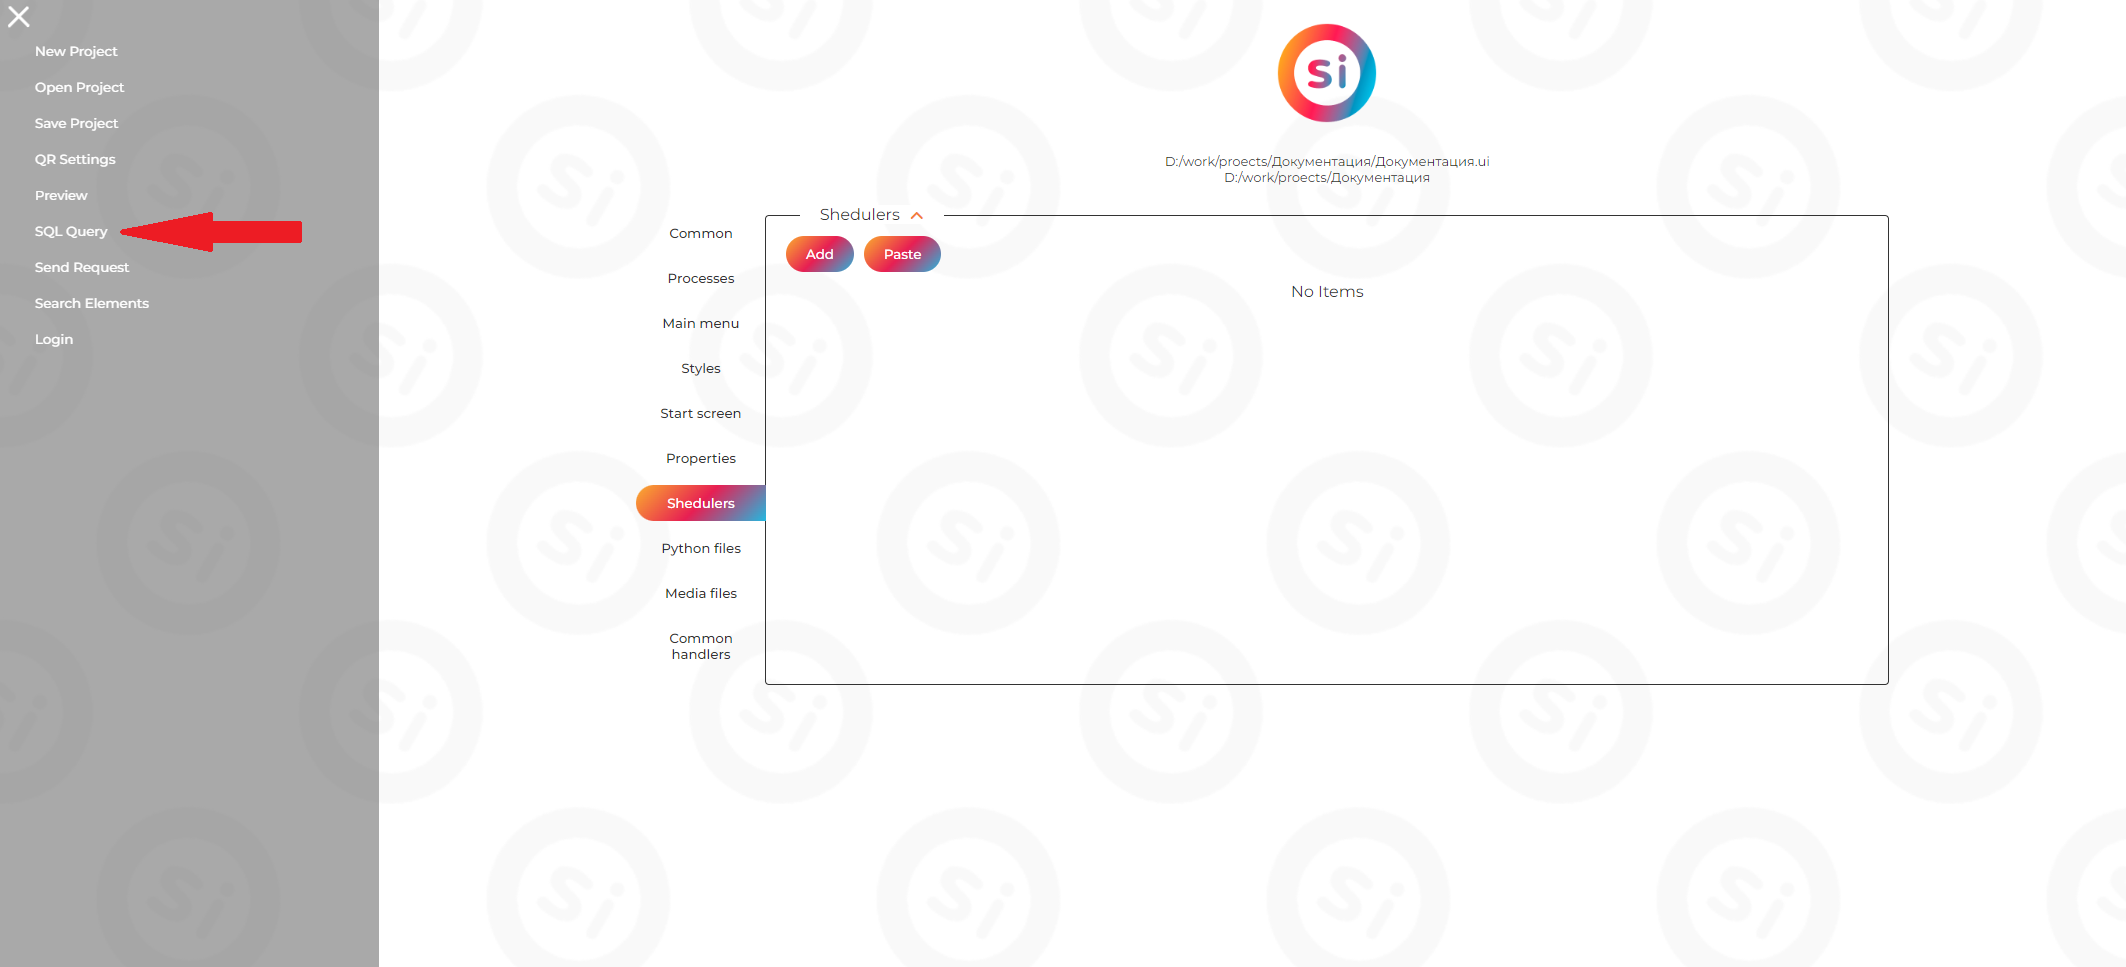 New Project
Open Project
Save Project
QR Settings
Preview
SQL Query
Send Request
Search Elements
Login
si
D:/work/proects/Документация/Документация.ui
D:/work/proects/Документация
Common
Processes
Main menu
Styles
Start screen
Properties
Shedulers
Python files
Media files
Common
handlers
Shedulers
Add Paste
No Items